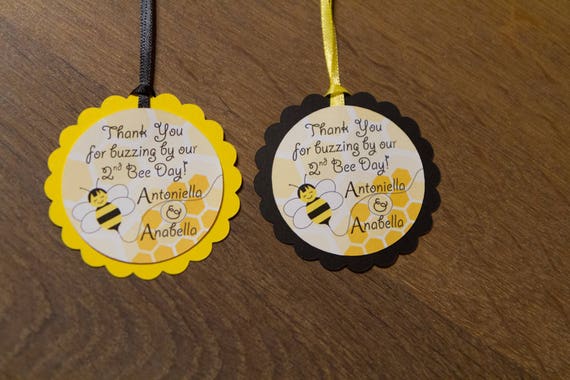 Thank You
for buzzing by our
2nd Bee Day!
Antoniella
&
Anabella
Thank You
for buzzing by our
2nd Bee Day!
Antoniella
&
Anabella